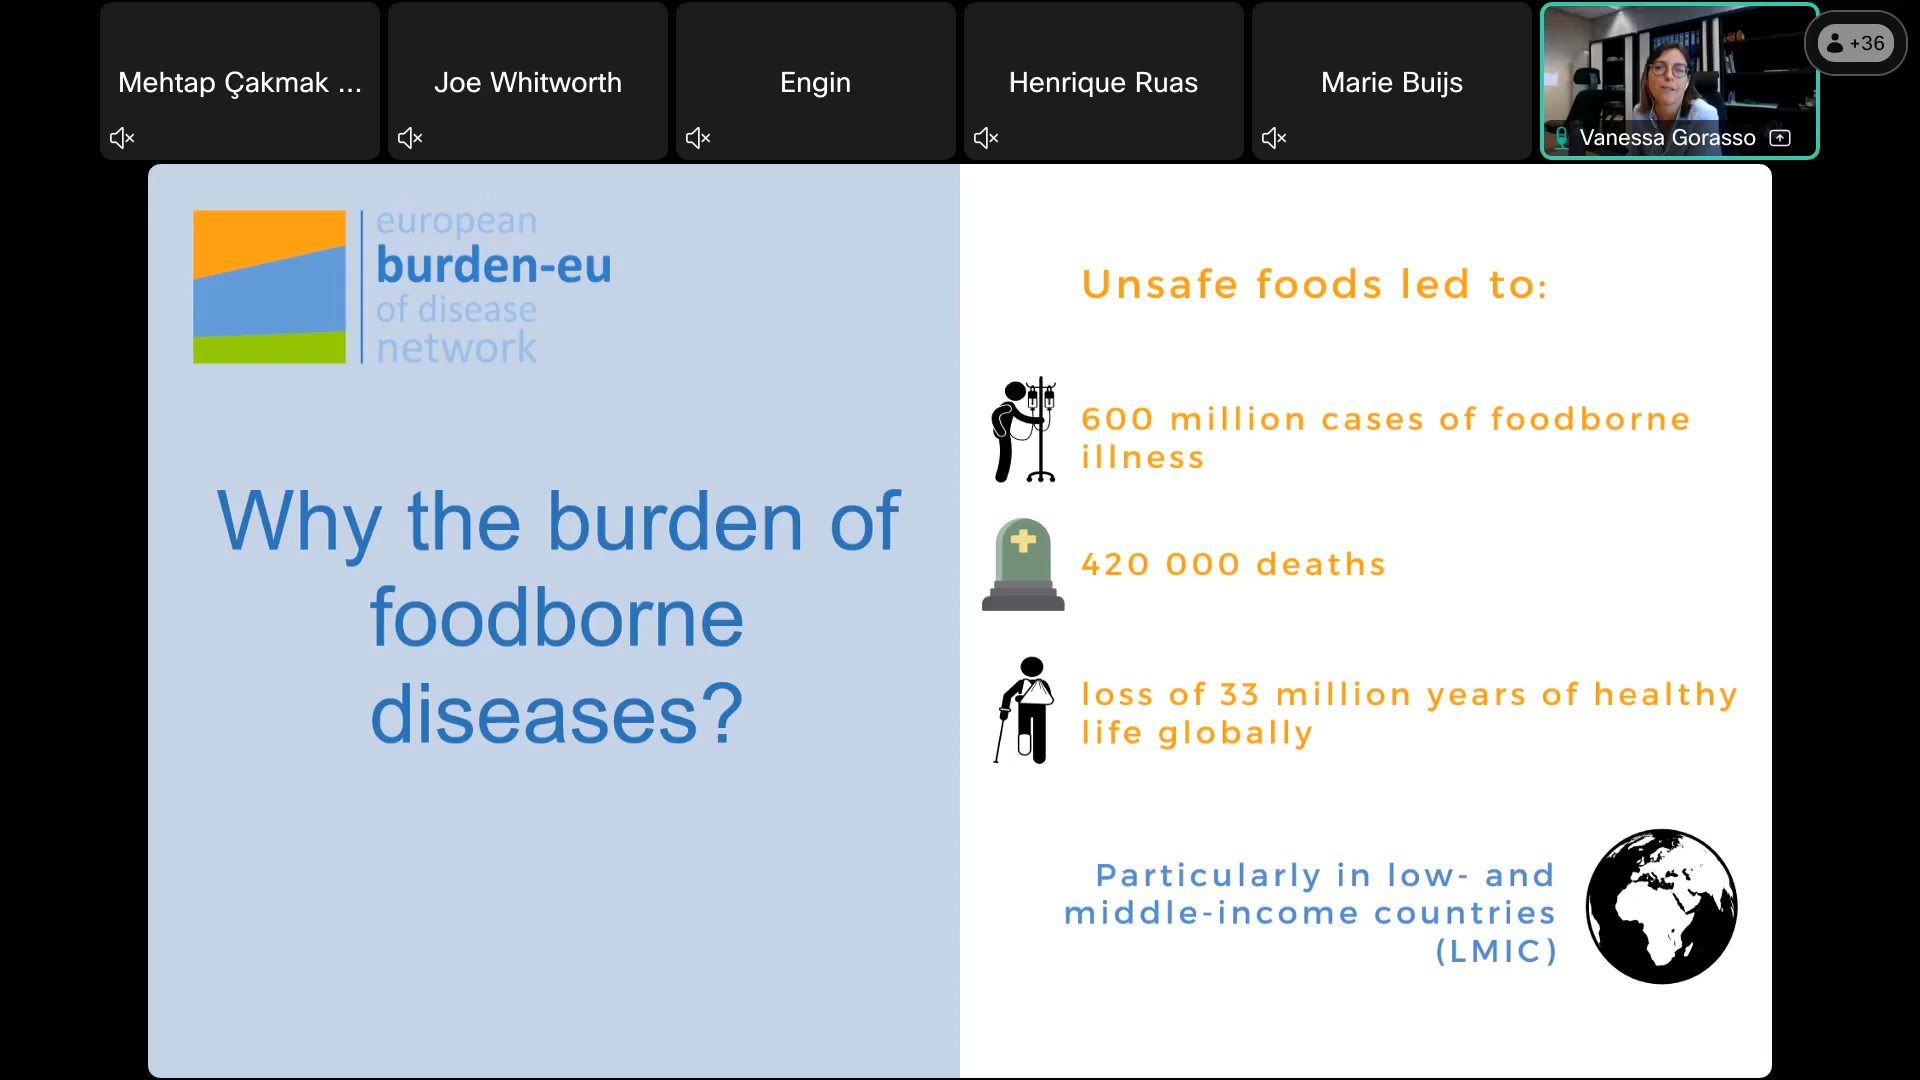 Mehtap Çakmak ...
Joe Whitworth
Engin
Henrique Ruas
Marie Buijs
Vanessa Gorasso
+36
european
burden-eu
of disease
network
Why the burden of
foodborne
diseases?
Unsafe foods led to:
600 million cases of foodborne
illness
420 000 deaths
loss of 33 million years of healthy
life globally
Particularly in low- and
middle-income countries
(LMIC)